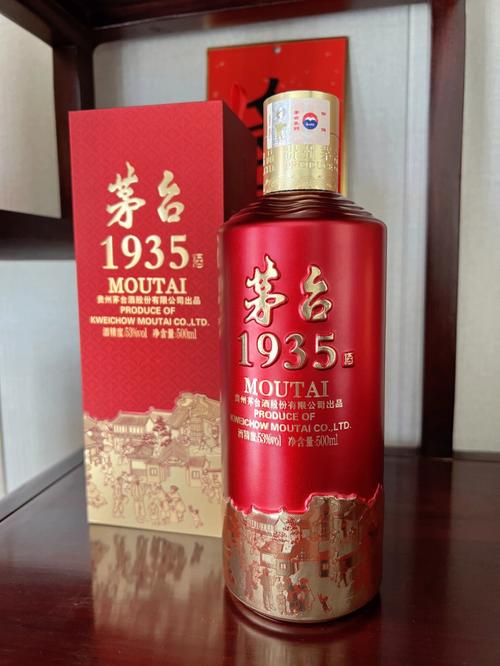 茅台
1935酒
MOUTAI
贵州茅台酒股份有限公司出品
PRODUCE OF
KWEICHOW MOUTAI CO.,LTD.
酒精度:53%vol 净含量:500ml
茅台
1935酒
MOUTAI
贵州茅台酒股份有限公司出品
PRODUCE OF
KWEICHOW MOUTAI CO.,LTD.
酒精度:53%vol 净含量:500ml